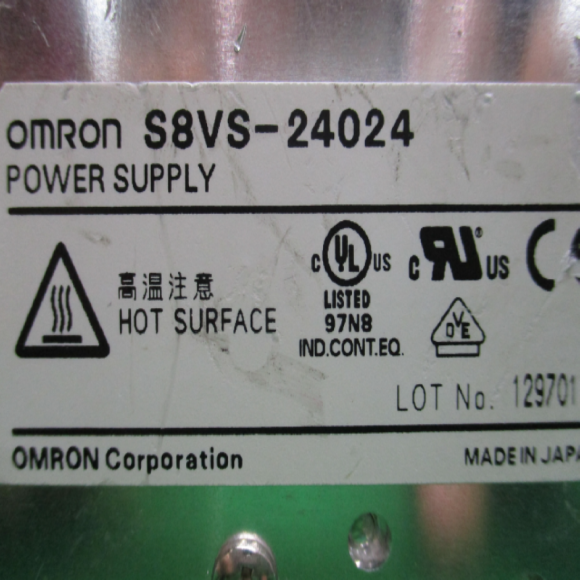 OMRON S8VS-24024
POWER SUPPLY
高温注意
HOT SURFACE
C UL US
LISTED
97N8
IND.CONT.EQ.
C RU® US
C
DVE
LOT No. 129701
OMRON Corporation
MADE IN JAPA